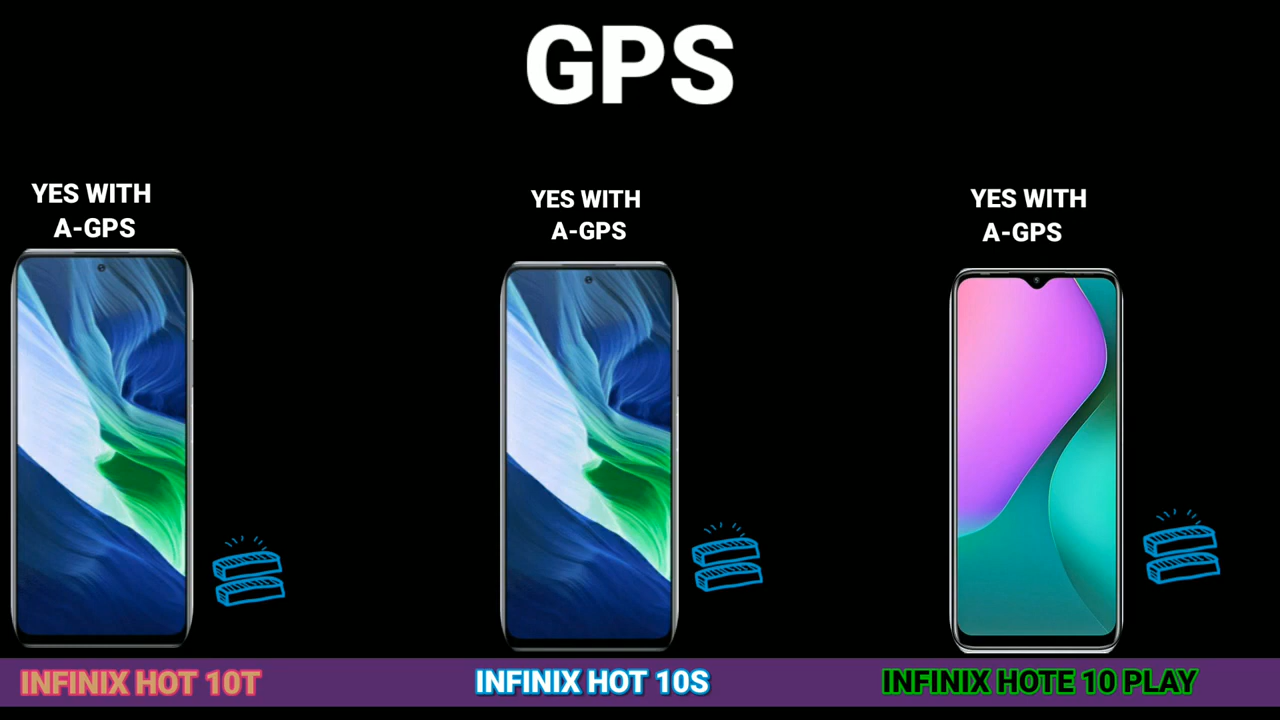 GPS
YES WITH
A-GPS
YES WITH
A-GPS
YES WITH
A-GPS
INFINIX HOT 10T
INFINIX HOT 10S
INFINIX HOTE 10 PLAY